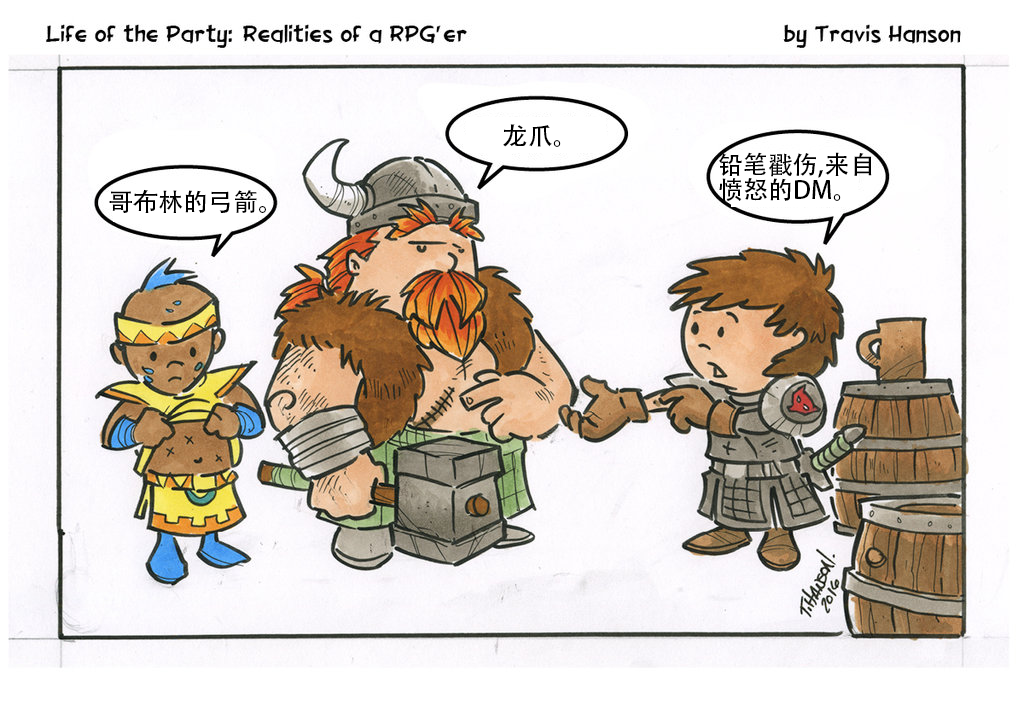 Life of the Party: Realities of a RPG'er
by Travis Hanson
哥布林的弓箭。
龙爪。
铅笔戳伤,来自
愤怒的DM。
T.HANSON!
2016